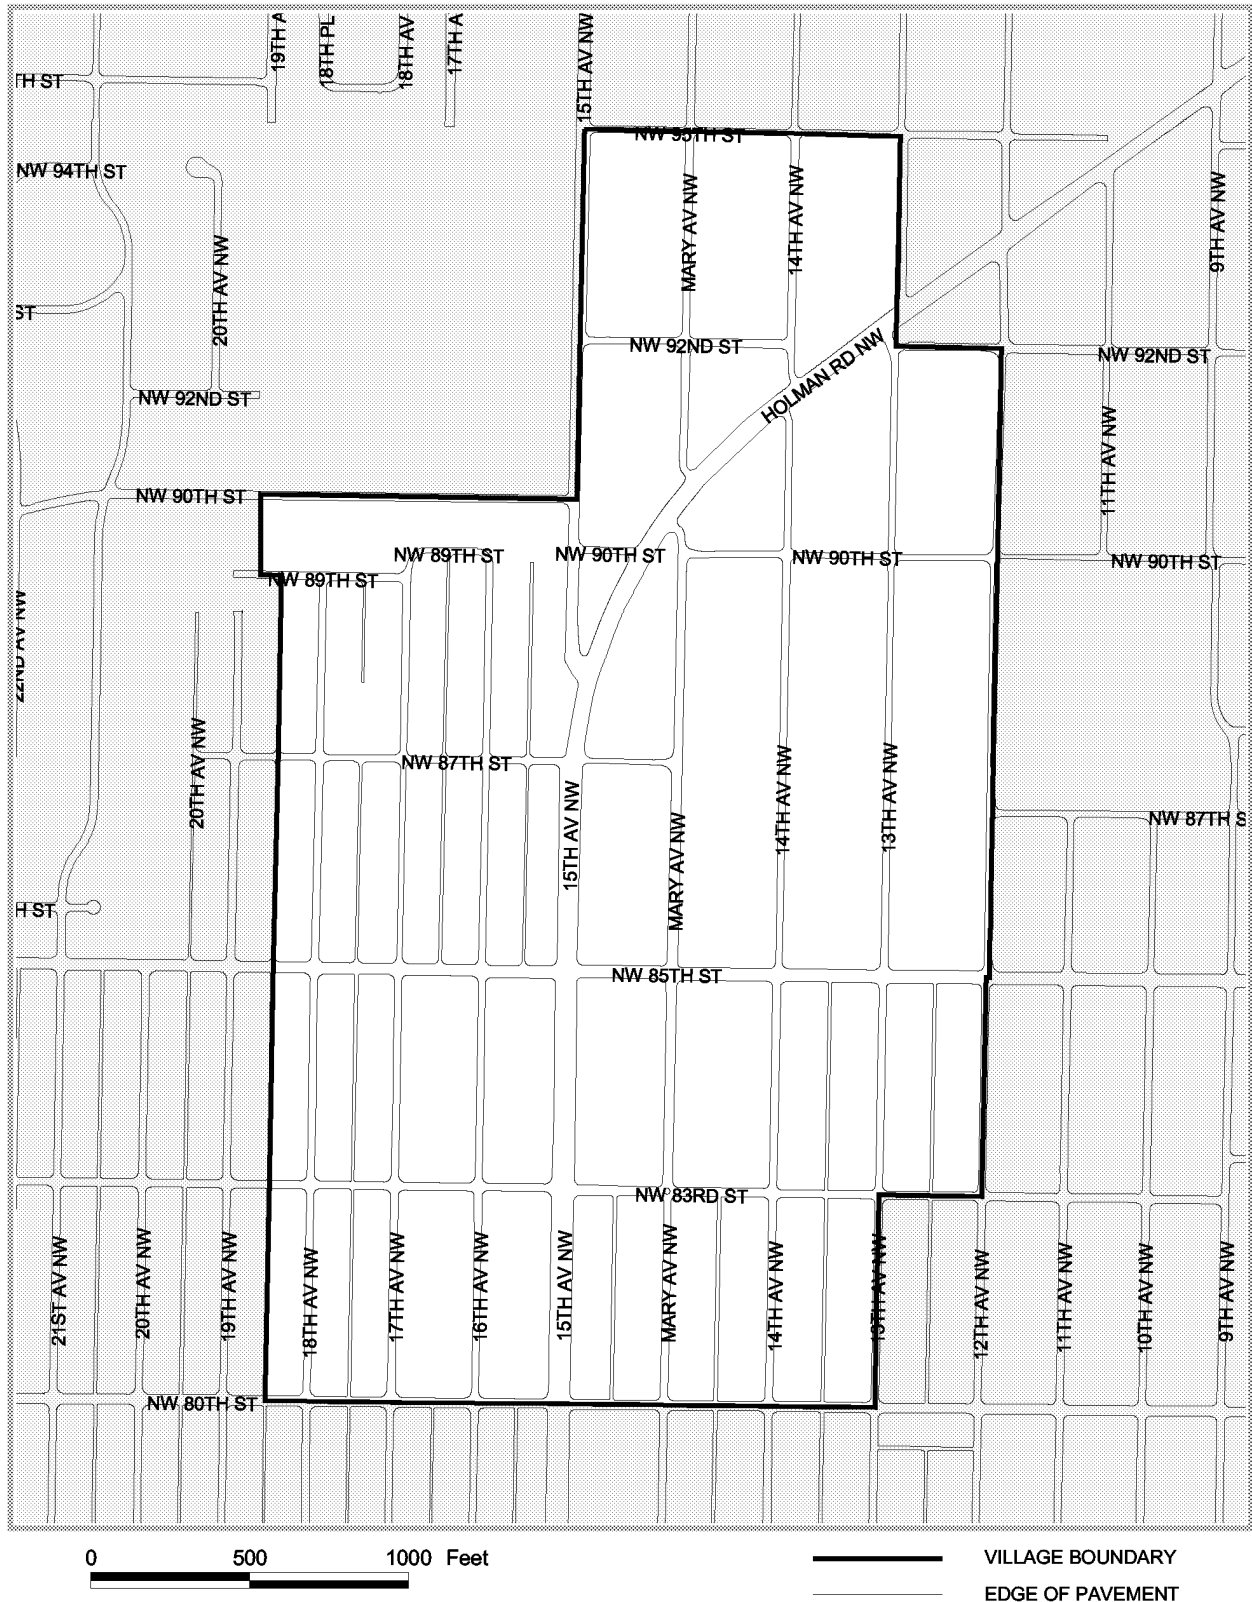 19TH A
18TH PL
18TH AV
17TH A
15TH AV NW
TH ST
NW 95TH ST
NW 94TH ST
MARY AV NW
14TH AV NW
9TH AV NW
20TH AV NW
ST
NW 92ND ST
HOLMAN RD NW
NW 92ND ST
NW 92ND ST
11TH AV NW
NW 90TH ST
NW 89TH ST
NW 90TH ST
NW 90TH ST
NW 90TH ST
NW 89TH ST
22ND AV NW
20TH AV NW
NW 87TH ST
15TH AV NW
14TH AV NW
13TH AV NW
NW 87TH S
MARY AV NW
H ST
NW 85TH ST
NW 83RD ST
21ST AV NW
20TH AV NW
19TH AV NW
18TH AV NW
17TH AV NW
16TH AV NW
15TH AV NW
MARY AV NW
14TH AV NW
13TH AV NW
12TH AV NW
11TH AV NW
10TH AV NW
9TH AV NW
NW 80TH ST
0 500 1000 Feet
VILLAGE BOUNDARY
EDGE OF PAVEMENT